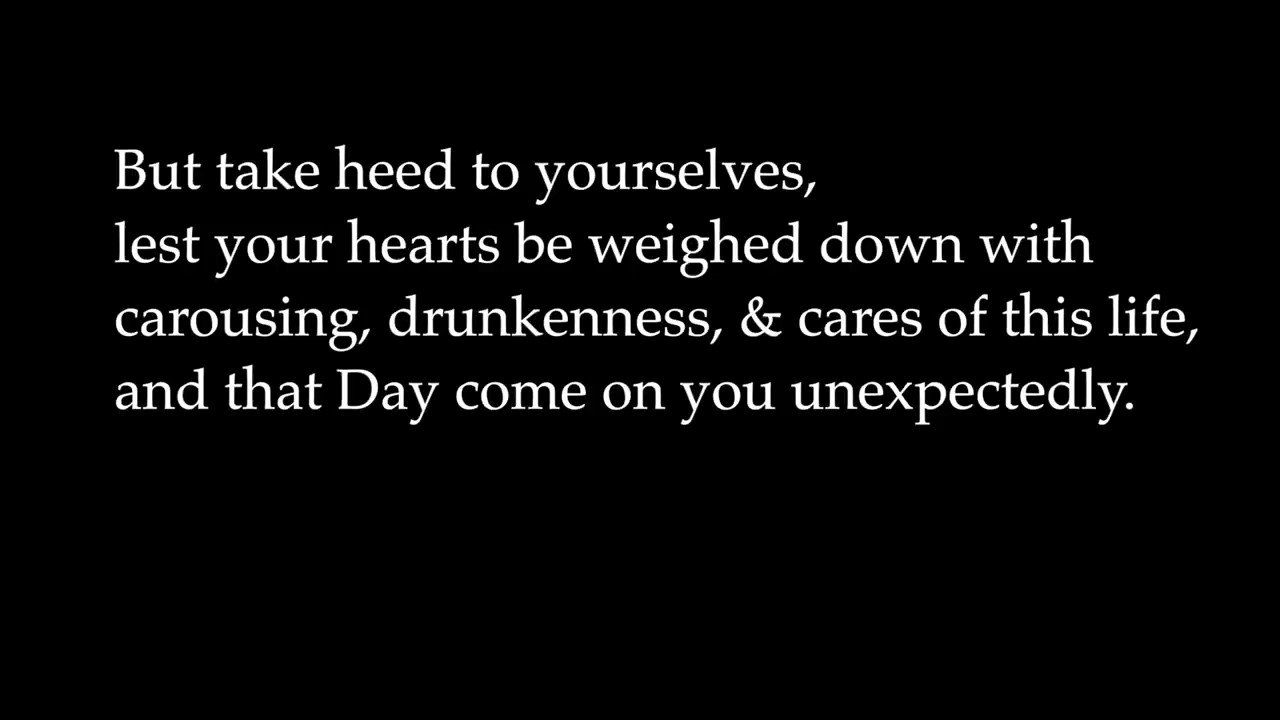 But take heed to yourselves,
lest your hearts be weighed down with
carousing, drunkenness, & cares of this life,
and that Day come on you unexpectedly.